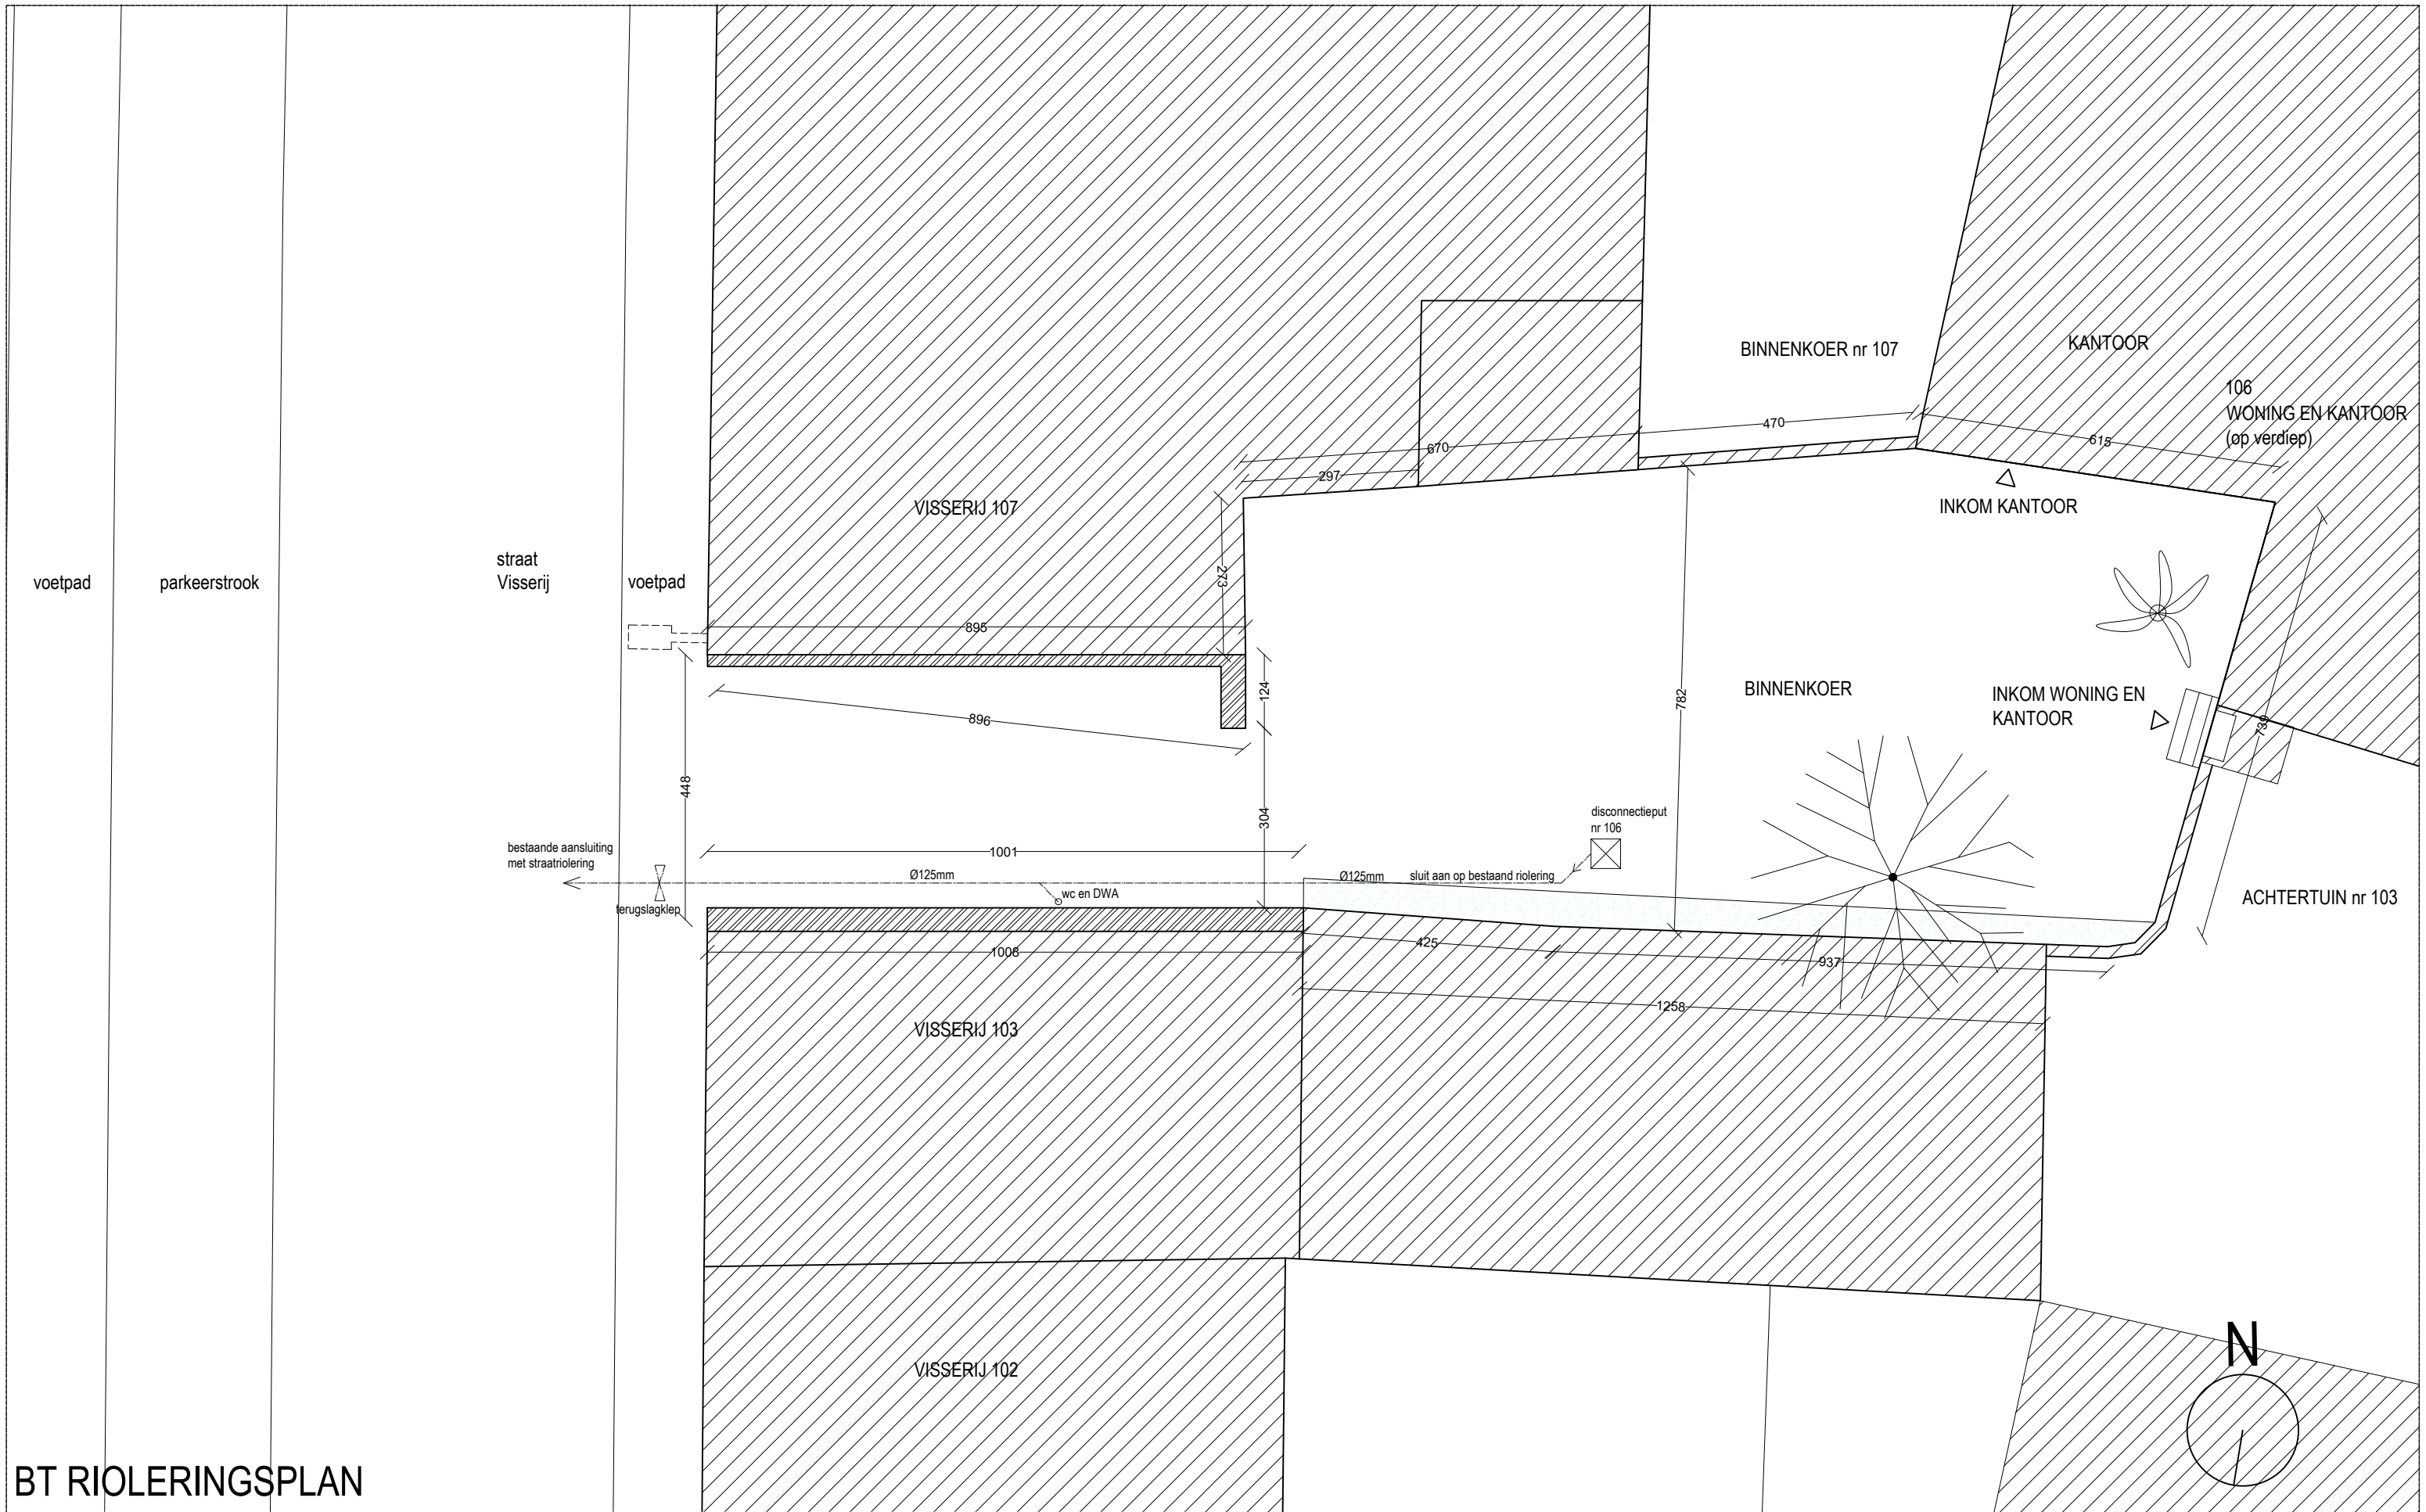 BINNENKOER nr 107
KANTOOR
106
WONING EN KANTOOR
(op verdiep)
470
670
615
297
VISSERIJ 107
INKOM KANTOOR
straat
Visserij
voetpad
parkeerstrook
voetpad
273
895
124
896
782
BINNENKOER
INKOM WONING EN
KANTOOR
739
448
304
disconnectieput
nr 106
bestaande aansluiting
met straatriolering
1001
Ø125mm
Ø125mm
sluit aan op bestaand riolering
wc en DWA
terugslagklep
ACHTERTUIN nr 103
1008
425
937
1258
VISSERIJ 103
VISSERIJ 102
N
BT RIOLERINGSPLAN